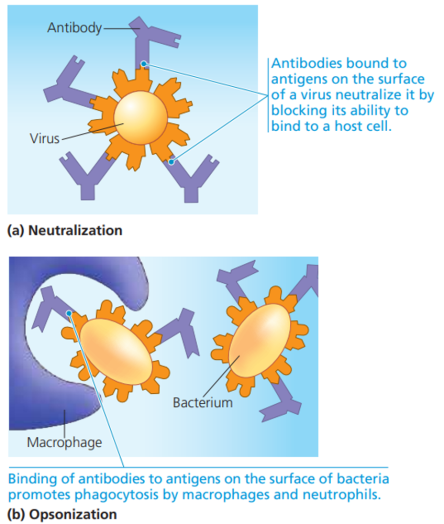 Antibody
Antibodies bound to
antigens on the surface
of a virus neutralize it by
blocking its ability to
bind to a host cell.
Virus
(a) Neutralization
Bacterium
Macrophage
Binding of antibodies to antigens on the surface of bacteria
promotes phagocytosis by macrophages and neutrophils.
(b) Opsonization